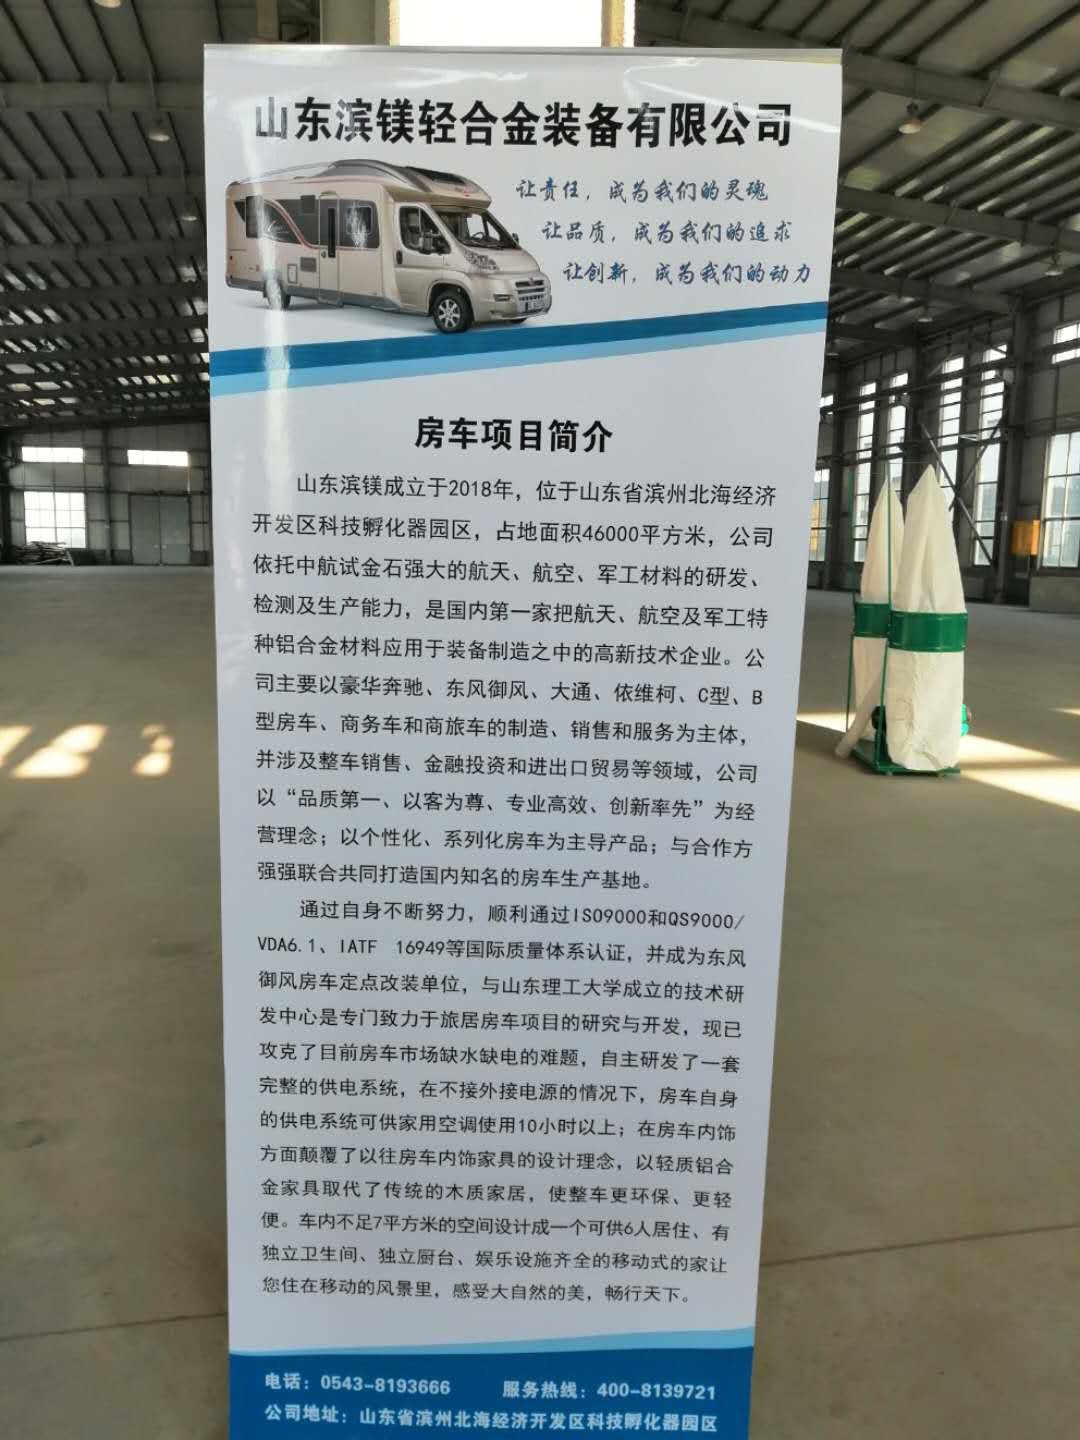 山东滨镁轻合金装备有限公司
让责任，成为我们的灵魂
让品质，成为我们的追求
让创新，成为我们的动力
房车项目简介
山东滨镁成立于2018年，位于山东省滨州北海经济
开发区科技孵化器园区，占地面积46000平方米，公司
依托中航试金石强大的航天、航空、军工材料的研发、
检测及生产能力，是国内第一家把航天、航空及军工特
种铝合金材料应用于装备制造之中的高新技术企业。公
司主要以豪华奔驰、东风御风、大通、依维柯、C型、B
型房车、商务车和商旅车的制造、销售和服务为主体，
并涉及整车销售、金融投资和进出口贸易等领域，公司
以“品质第一、以客为尊、专业高效、创新率先”为经
营理念；以个性化、系列化房车为主导产品；与合作方
强强联合共同打造国内知名的房车生产基地。
通过自身不断努力，顺利通过ISO9000和QS9000/
VDA6.1、IATF 16949等国际质量体系认证，并成为东风
御风房车定点改装单位，与山东理工大学成立的技术研
发中心是专门致力于旅居房车项目的研究与开发，现已
攻克了目前房车市场缺水缺电的难题，自主研发了一套
完整的供电系统，在不接外接电源的情况下，房车自身
的供电系统可供家用空调使用10小时以上；在房车内饰
方面颠覆了以往房车内饰家具的设计理念，以轻质铝合
金家具取代了传统的木质家居，使整车更环保、更轻
便。车内不足7平方米的空间设计成一个可供6人居住、有
独立卫生间、独立厨台、娱乐设施齐全的移动式的家让
您住在移动的风景里，感受大自然的美，畅行天下。
电话：0543-8193666 服务热线：400-8139721
公司地址：山东省滨州北海经济开发区科技孵化器园区